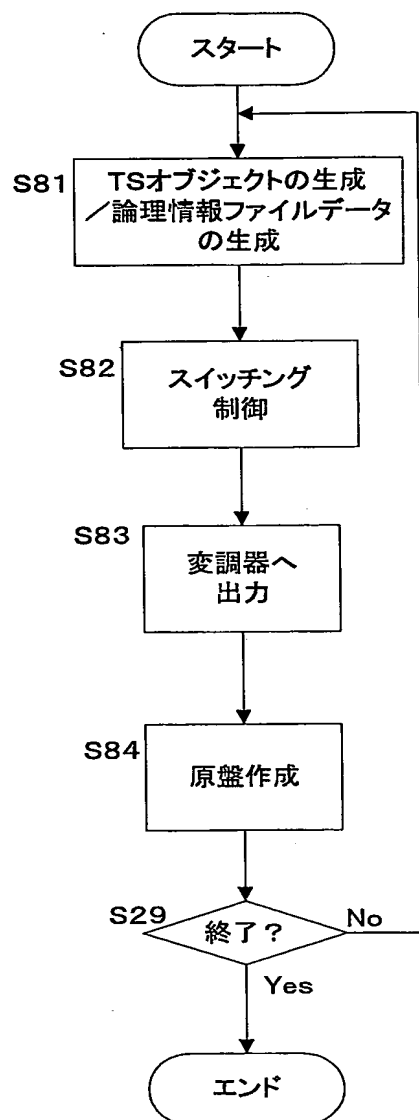 スタート
S81
TSオブジェクトの生成
／論理情報ファイルデータ
の生成
S82
スイッチング
制御
S83
変調器へ
出力
S84
原盤作成
S29
終了？
No
Yes
エンド